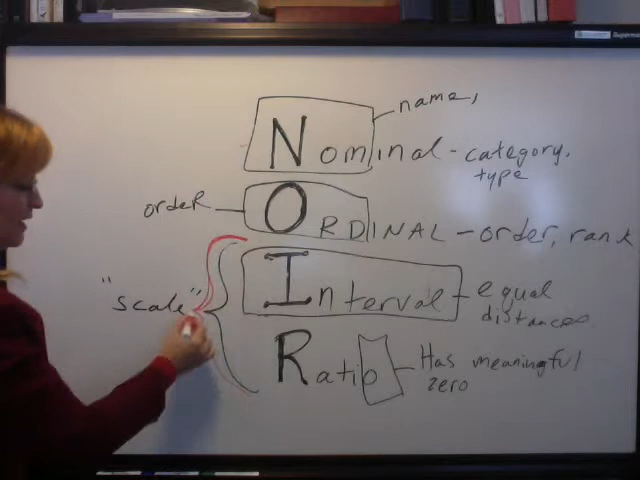 name,
Nominal - category,
type
order
ORDINAL - order, rank
"scale"
Interval - equal
distances
Ratio - Has meaningful
zero